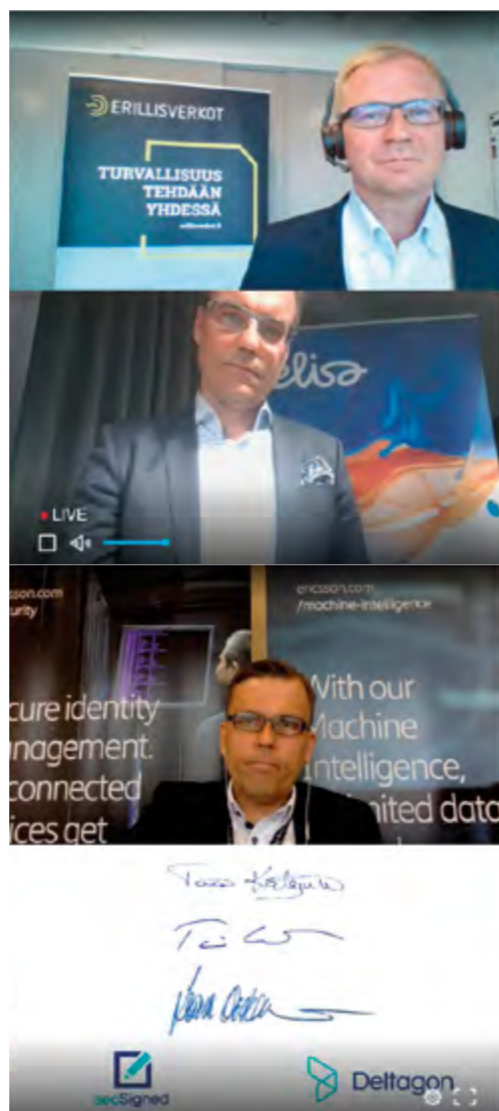 ERILLISVERKOT
TURVALLISUUS
TEHDÄÄN
YHDESSÄ
elisa
LIVE
ericsson.com
/machine-intelligence
With our
Machine
Intelligence,
data
cure identity
nagement.
connected
ices get
secSigned
Deltagon